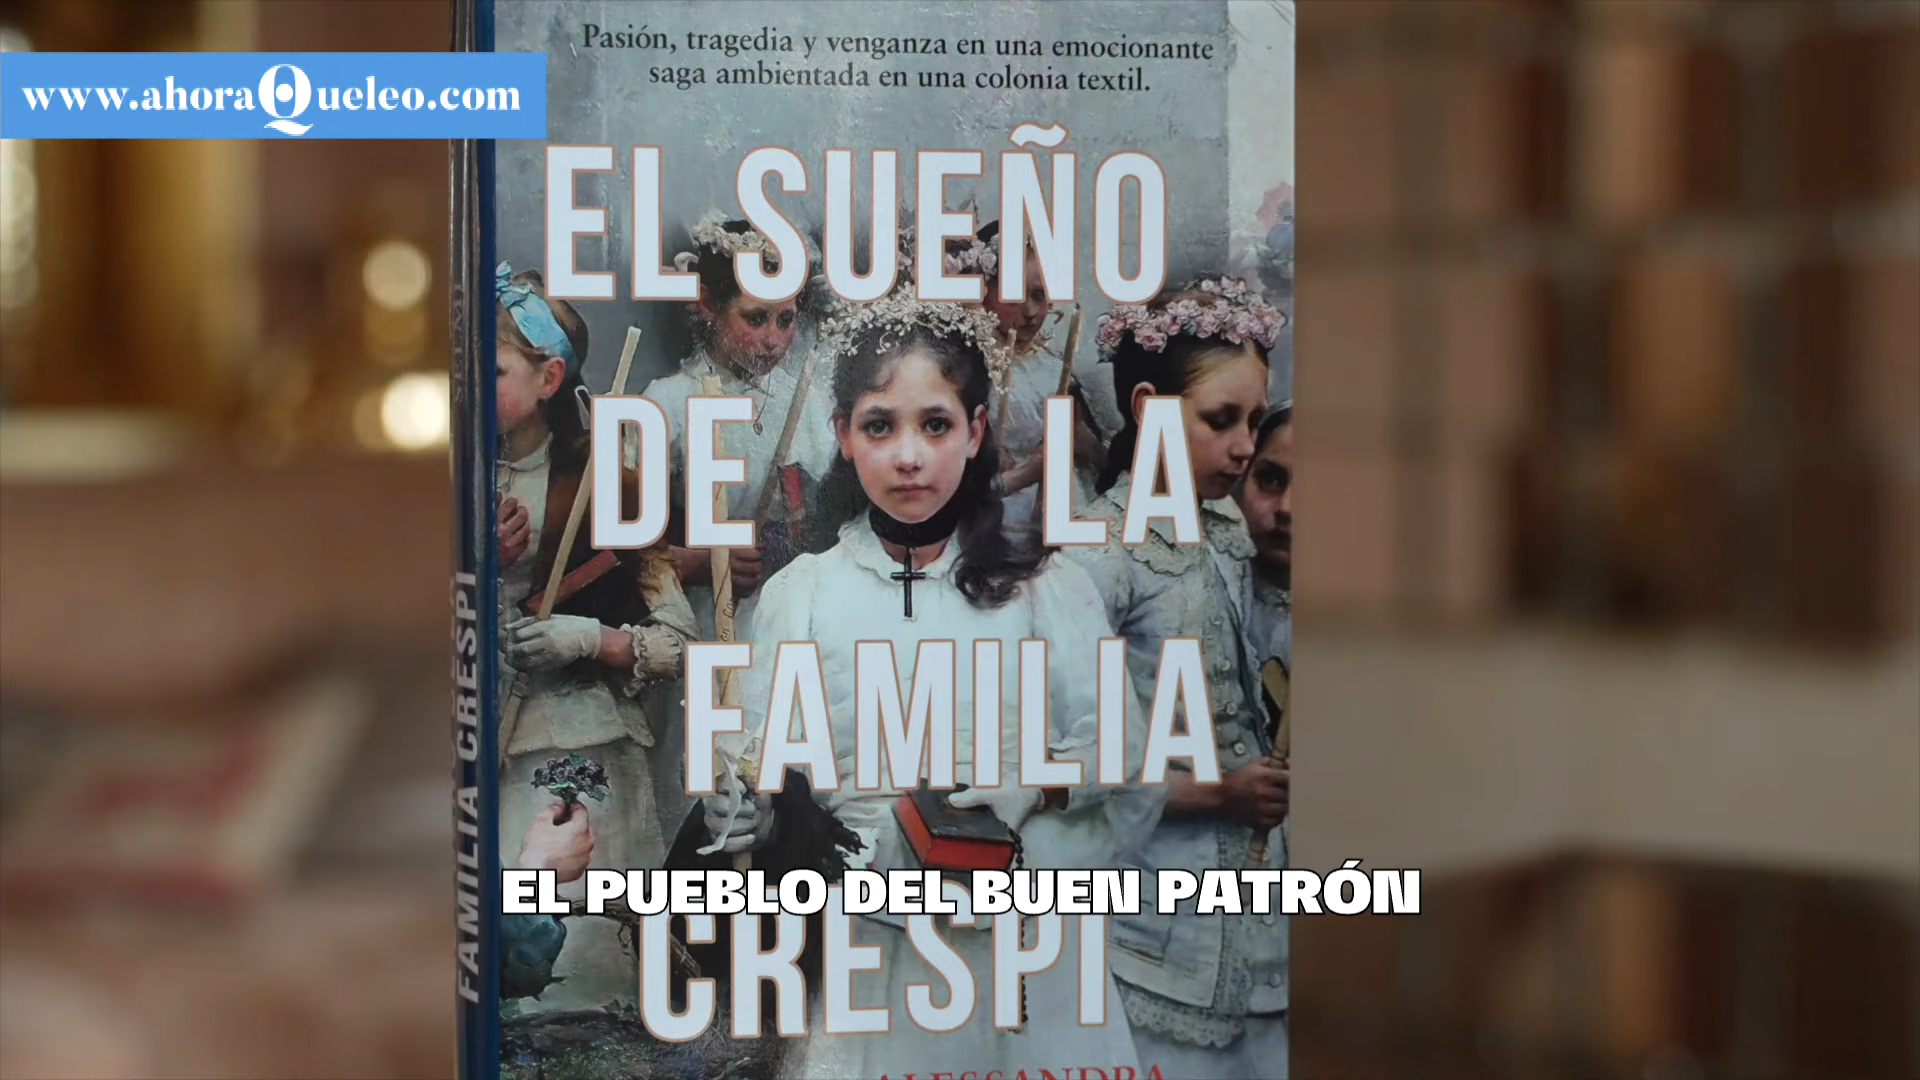 www.ahoraQueleo.com
Pasión, tragedia y venganza en una emocionante
saga ambientada en una colonia textil.
EL SUEÑO
DE LA
FAMILIA
CRESPI
FAMILIA CRESPI
EL PUEBLO DEL BUEN PATRÓN
ALESSANDRA